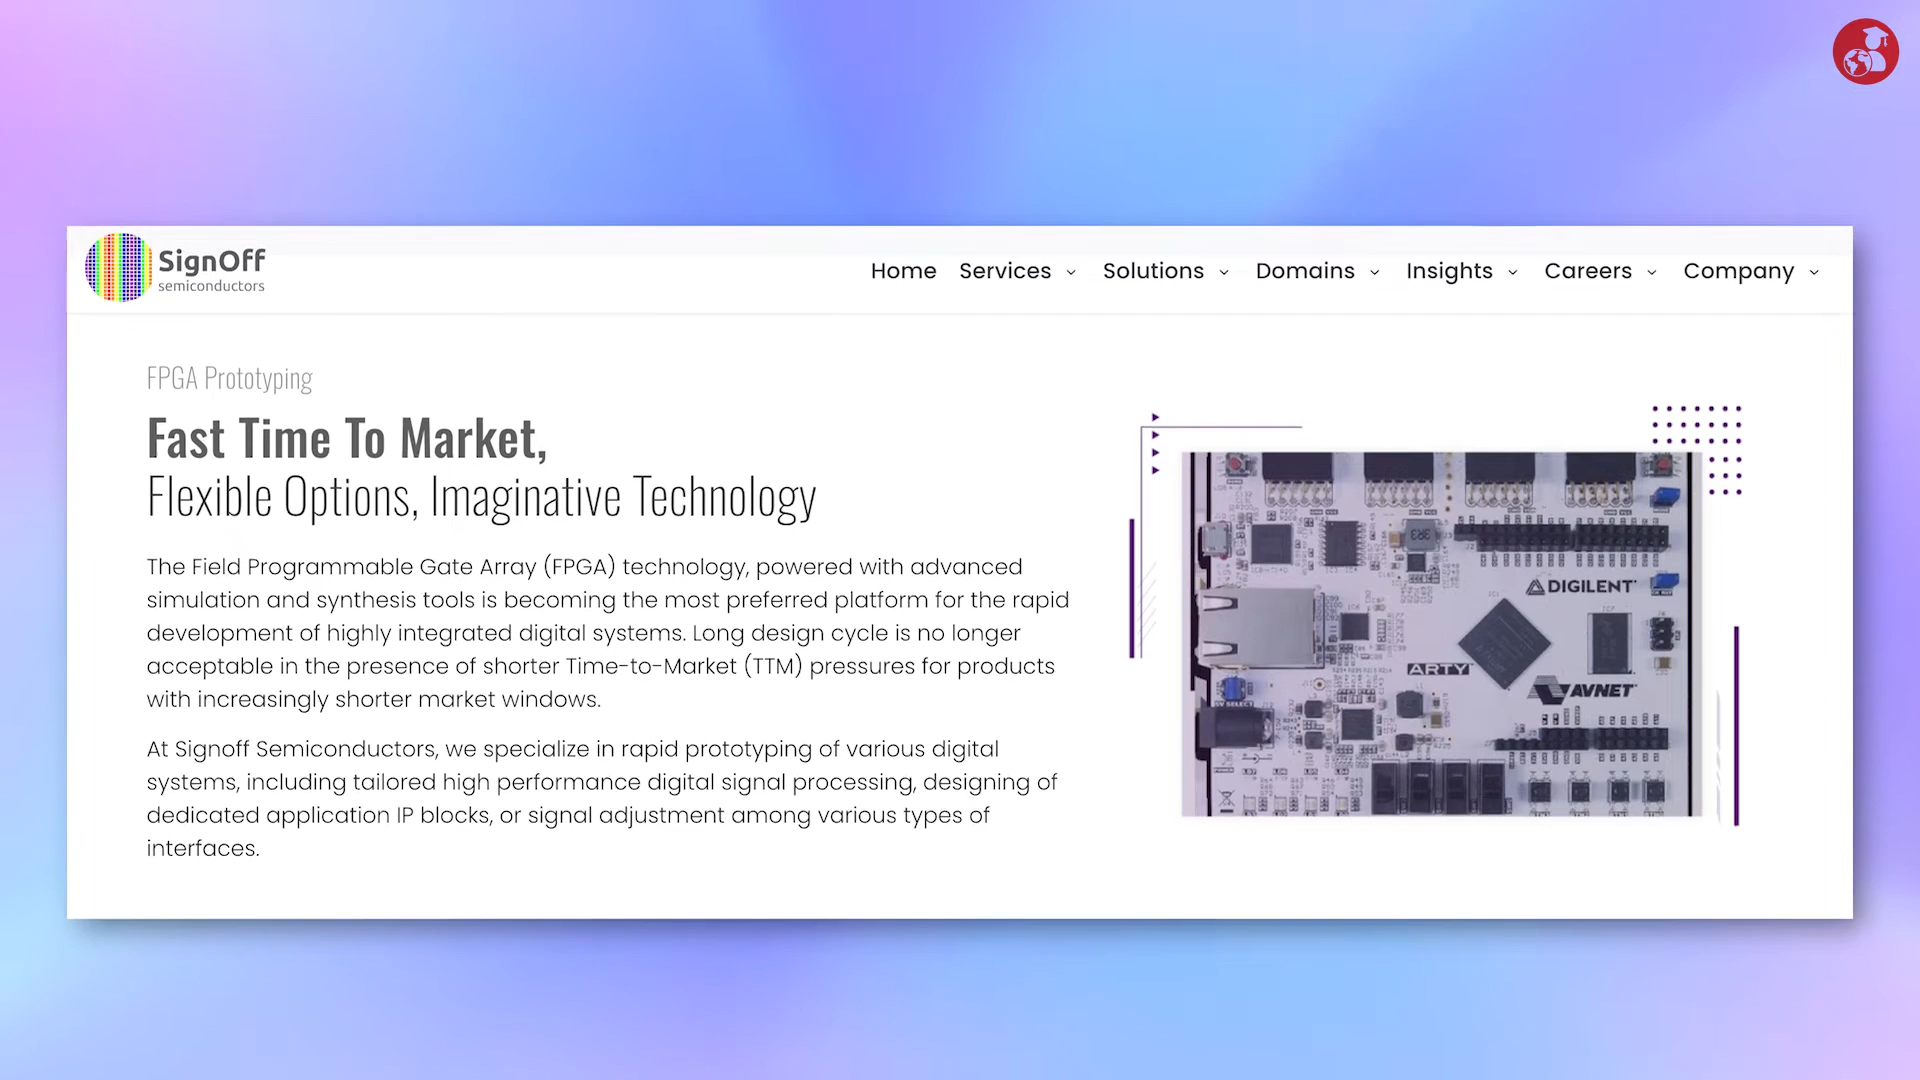 SignOff
semiconductors
Home Services Solutions Domains Insights Careers Company
FPGA Prototyping
Fast Time To Market,
Flexible Options, Imaginative Technology
The Field Programmable Gate Array (FPGA) technology, powered with advanced
simulation and synthesis tools is becoming the most preferred platform for the rapid
development of highly integrated digital systems. Long design cycle is no longer
acceptable in the presence of shorter Time-to-Market (TTM) pressures for products
with increasingly shorter market windows.
At Signoff Semiconductors, we specialize in rapid prototyping of various digital
systems, including tailored high performance digital signal processing, designing of
dedicated application IP blocks, or signal adjustment among various types of
interfaces.
3R3
DIGILENT
ARTY
AVNET